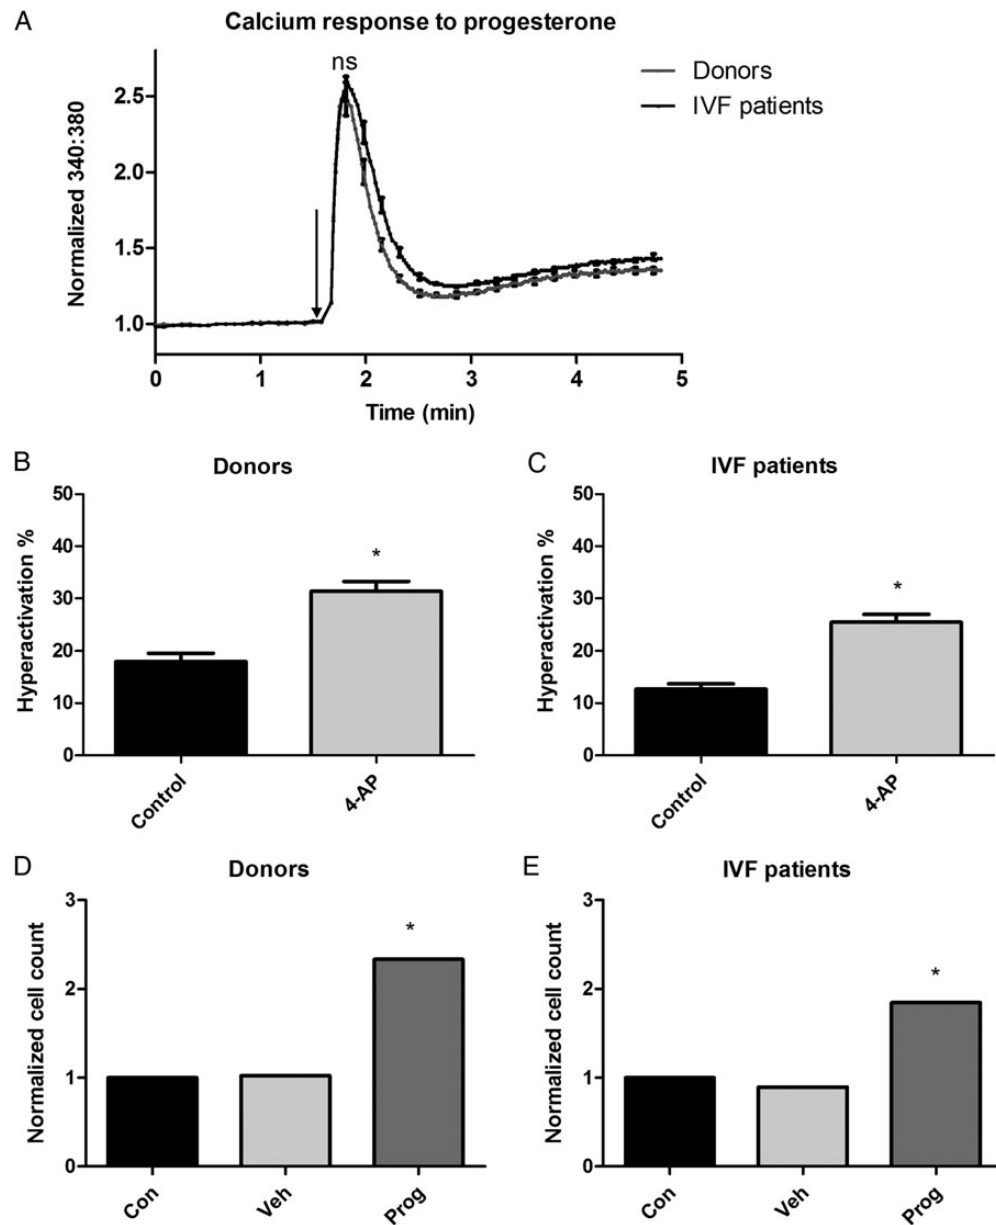 A
Calcium response to progesterone
ns
Donors
IVF patients
Normalized 340:380
2.5
2.0
1.5
1.0
0 1 2 3 4 5
Time (min)
B
Donors
Hyperactivation %
50
40
30
20
10
0
*
Control 4-AP
C
IVF patients
Hyperactivation %
50
40
30
20
10
0
*
Control 4-AP
D
Donors
Normalized cell count
3
2
1
0
*
Con Veh Prog
E
IVF patients
Normalized cell count
3
2
1
0
*
Con Veh Prog